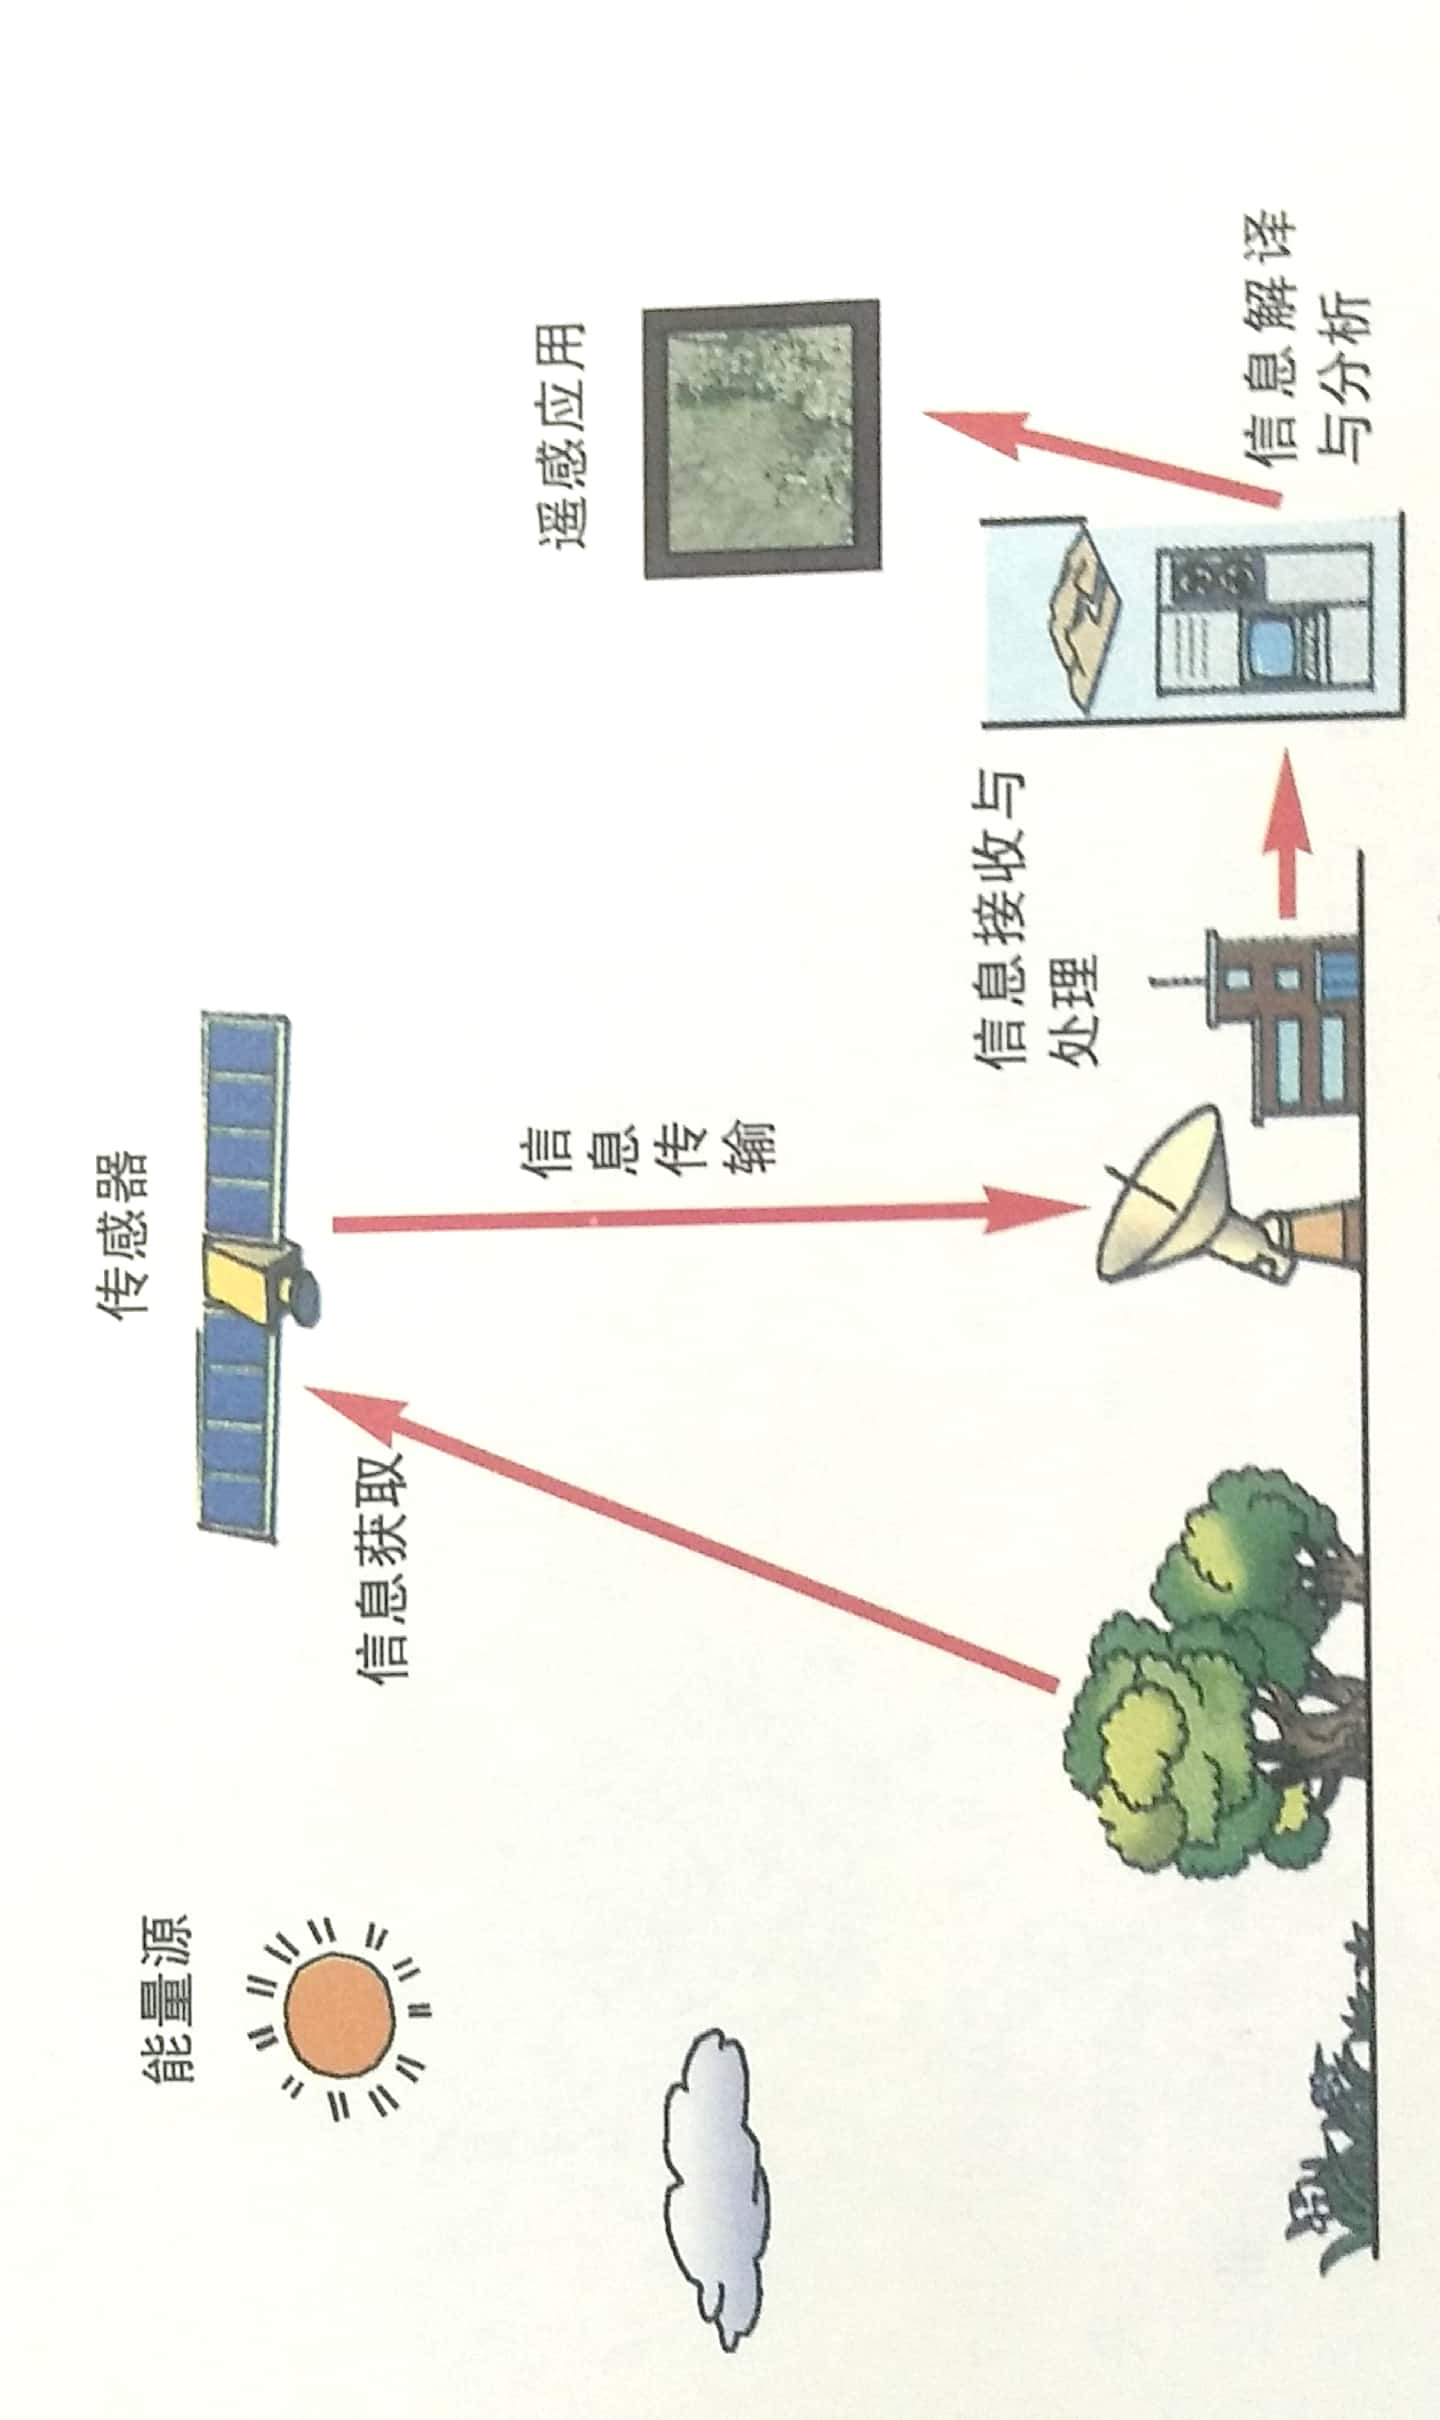 能量源
传感器
信息获取
信息传输
遥感应用
信息接收与
处理
信息解译
与分析